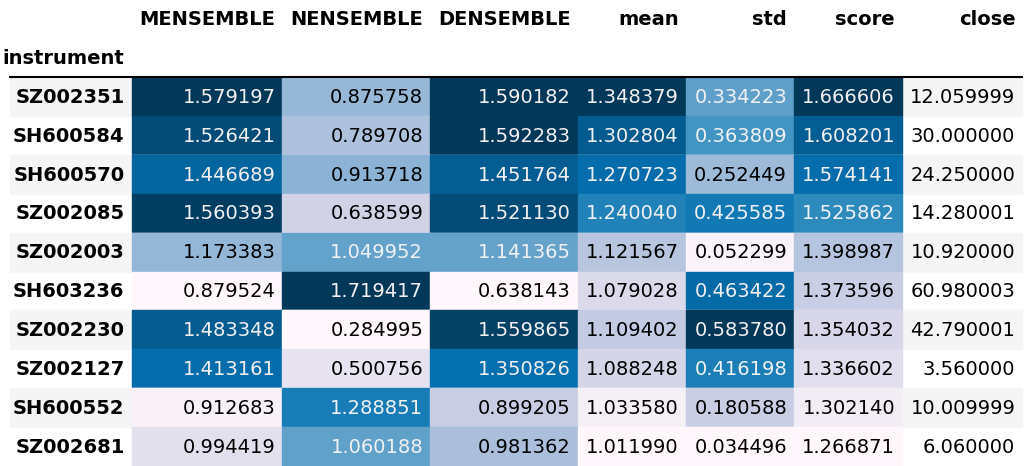 MENSEMBLE NENSEMBLE DENSEMBLE mean std score close
instrument
SZ002351 1.579197 0.875758 1.590182 1.348379 0.334223 1.666606 12.059999
SH600584 1.526421 0.789708 1.592283 1.302804 0.363809 1.608201 30.000000
SH600570 1.446689 0.913718 1.451764 1.270723 0.252449 1.574141 24.250000
SZ002085 1.560393 0.638599 1.521130 1.240040 0.425585 1.525862 14.280001
SZ002003 1.173383 1.049952 1.141365 1.121567 0.052299 1.398987 10.920000
SH603236 0.879524 1.719417 0.638143 1.079028 0.463422 1.373596 60.980003
SZ002230 1.483348 0.284995 1.559865 1.109402 0.583780 1.354032 42.790001
SZ002127 1.413161 0.500756 1.350826 1.088248 0.416198 1.336602 3.560000
SH600552 0.912683 1.288851 0.899205 1.033580 0.180588 1.302140 10.009999
SZ002681 0.994419 1.060188 0.981362 1.011990 0.034496 1.266871 6.060000